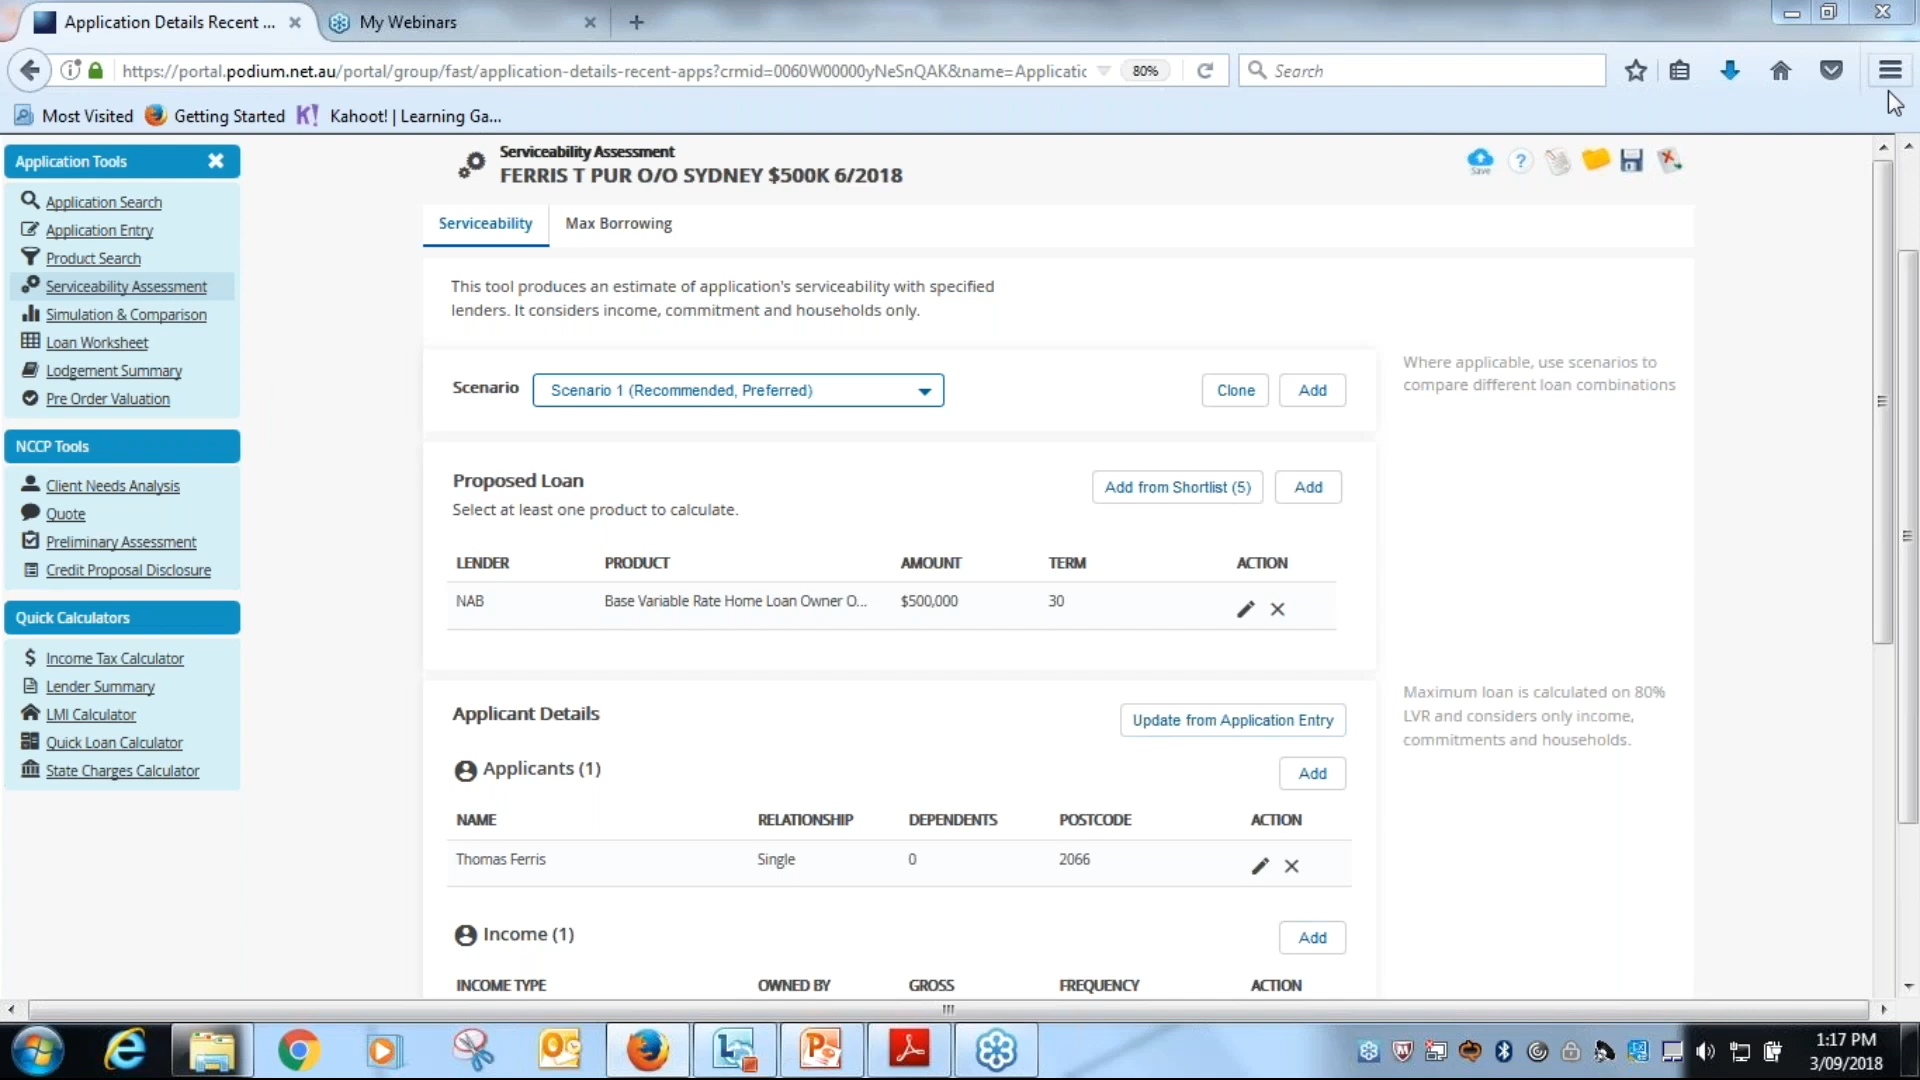 Application Details Recent ...
My Webinars
https://portal.podium.net.au/portal/group/fast/application-details-recent-apps?crmid=0060W00000yNeSnQAK&name=Applicatic
80%
Search
Most Visited
Getting Started
K!
Kahoot! | Learning Ga...
Application Tools
Application Search
Application Entry
Product Search
Serviceability Assessment
Simulation & Comparison
Loan Worksheet
Lodgement Summary
Pre Order Valuation
NCCP Tools
Client Needs Analysis
Quote
Preliminary Assessment
Credit Proposal Disclosure
Quick Calculators
Income Tax Calculator
Lender Summary
LMI Calculator
Quick Loan Calculator
State Charges Calculator
Serviceability Assessment
FERRIS T PUR O/O SYDNEY $500K 6/2018
Save
Serviceability
Max Borrowing
This tool produces an estimate of application's serviceability with specified
lenders. It considers income, commitment and households only.
Scenario
Scenario 1 (Recommended, Preferred)
Clone
Add
Where applicable, use scenarios to
compare different loan combinations
Proposed Loan
Select at least one product to calculate.
Add from Shortlist (5)
Add
LENDER PRODUCT AMOUNT TERM ACTION
NAB Base Variable Rate Home Loan Owner O... $500,000 30
Applicant Details
Update from Application Entry
Maximum loan is calculated on 80%
LVR and considers only income,
commitments and households.
Applicants (1)
Add
NAME RELATIONSHIP DEPENDENTS POSTCODE ACTION
Thomas Ferris Single 0 2066
Income (1)
Add
INCOME TYPE OWNED BY GROSS FREQUENCY ACTION
1:17 PM
3/09/2018